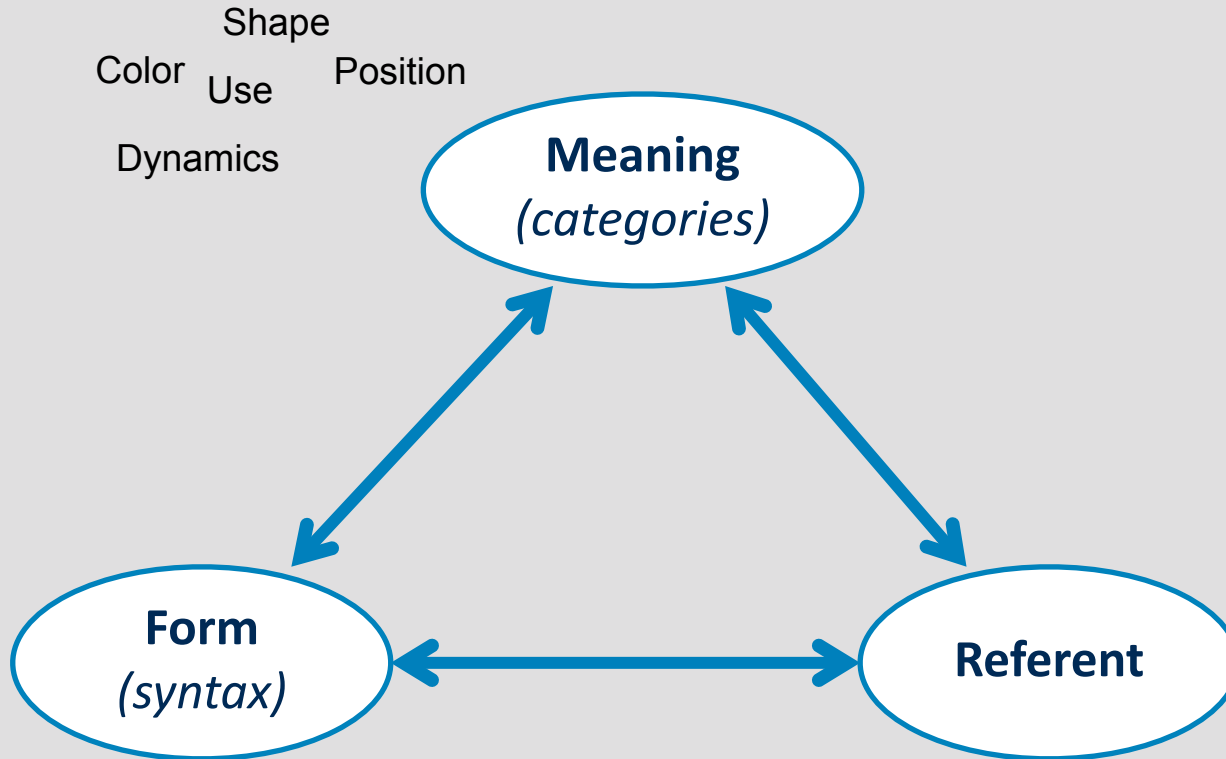 Shape
Color Use Position
Dynamics
Meaning
(categories)
Form
(syntax)
Referent